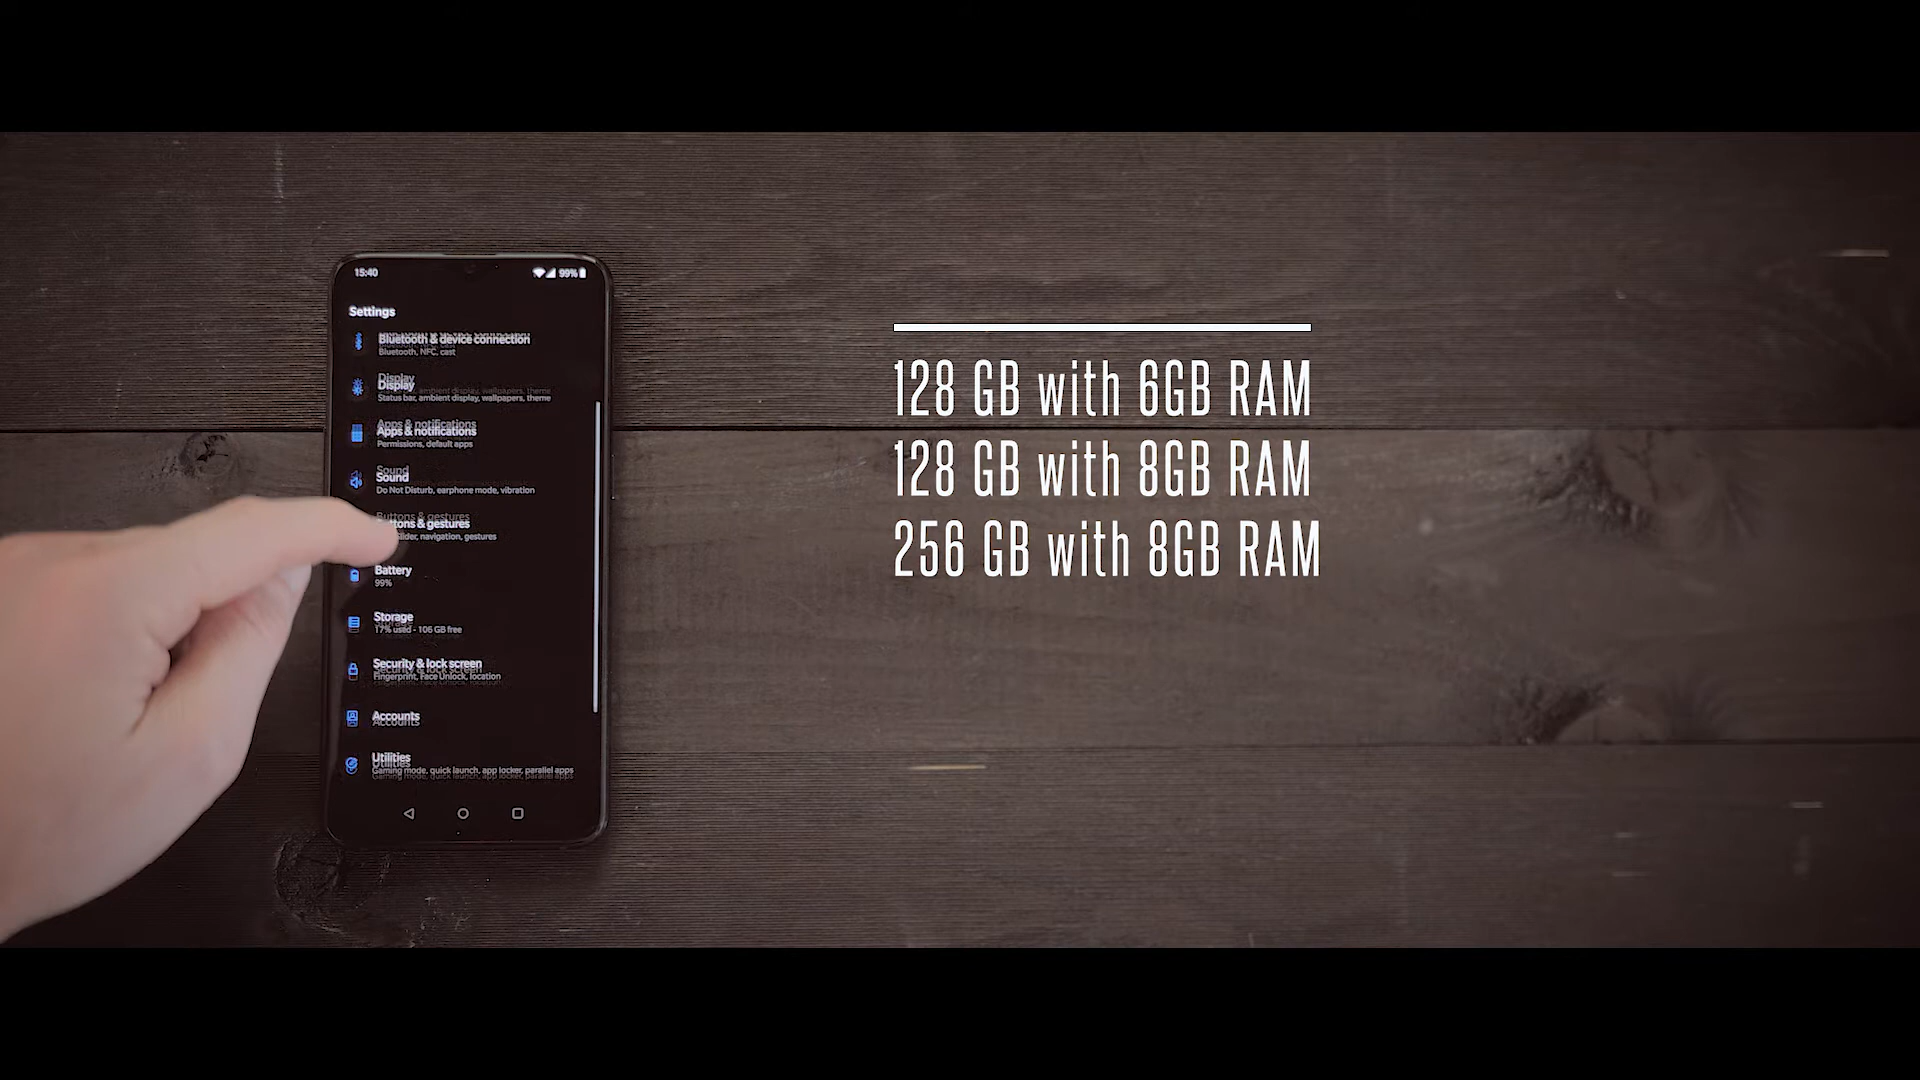 15:40 99%
Settings
Bluetooth & device connection
Bluetooth, NFC, cast
Display
Status bar, ambient display, wallpapers, theme
Apps & notifications
Permissions, default apps
Sound
Do Not Disturb, earphone mode, vibration
Buttons & gestures
navigation, gestures
Battery
99%
Storage
17% used - 106 GB free
Security & lock screen
Fingerprint, Face Unlock, location
Accounts
Utilities
Gaming mode, quick launch, app locker, parallel apps
128 GB with 6GB RAM
128 GB with 8GB RAM
256 GB with 8GB RAM